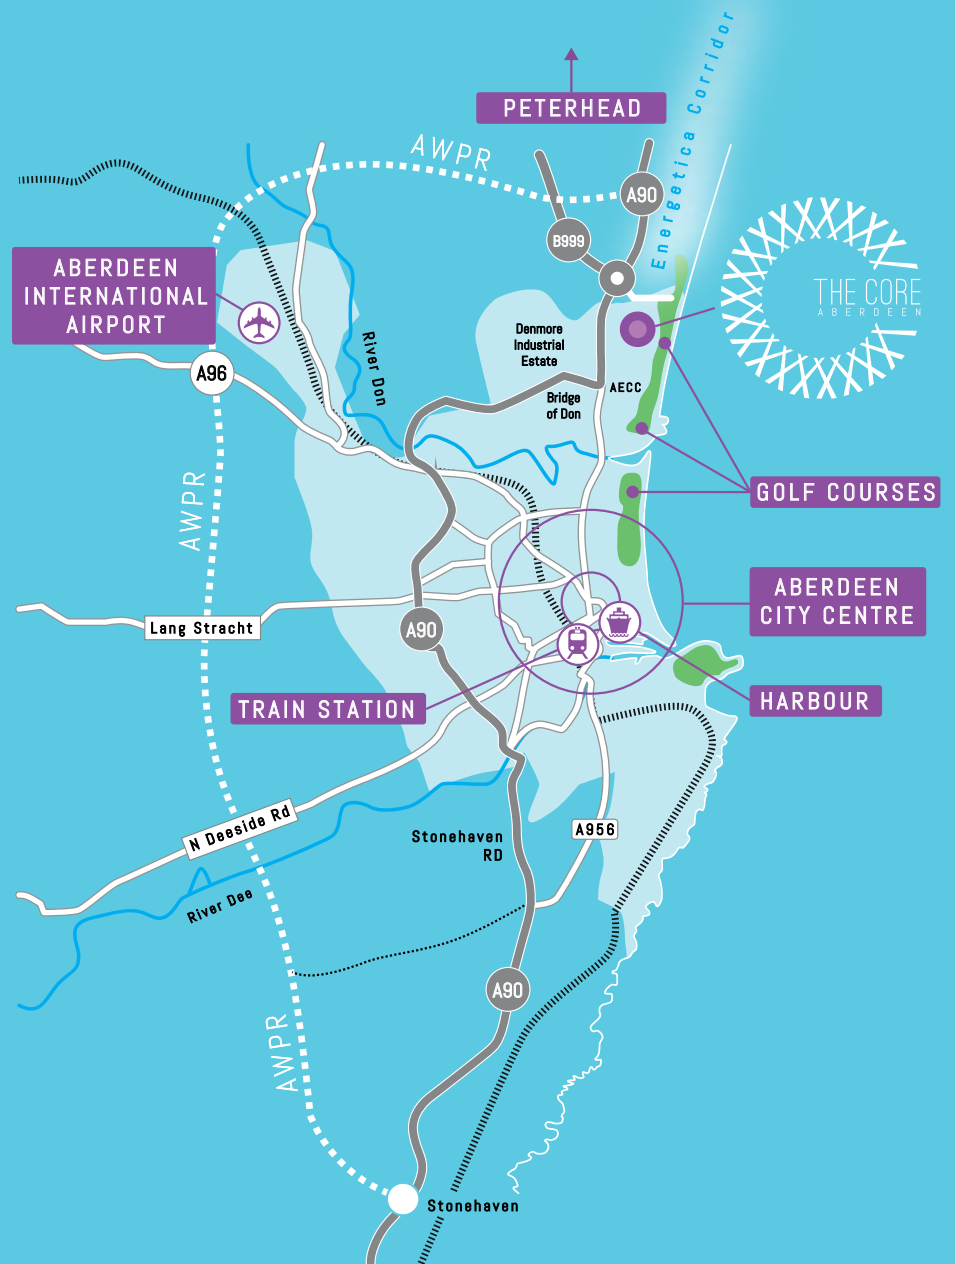 Energetica Corridor
PETERHEAD
AWPR
A90
B999
ABERDEEN
INTERNATIONAL
AIRPORT
THE CORE
ABERDEEN
Denmore
Industrial
Estate
River Don
A96
AECC
Bridge
of Don
AWPR
GOLF COURSES
ABERDEEN
CITY CENTRE
Lang Stracht
A90
HARBOUR
TRAIN STATION
N Deeside Rd
A956
Stonehaven
RD
River Dee
A90
AWPR
Stonehaven